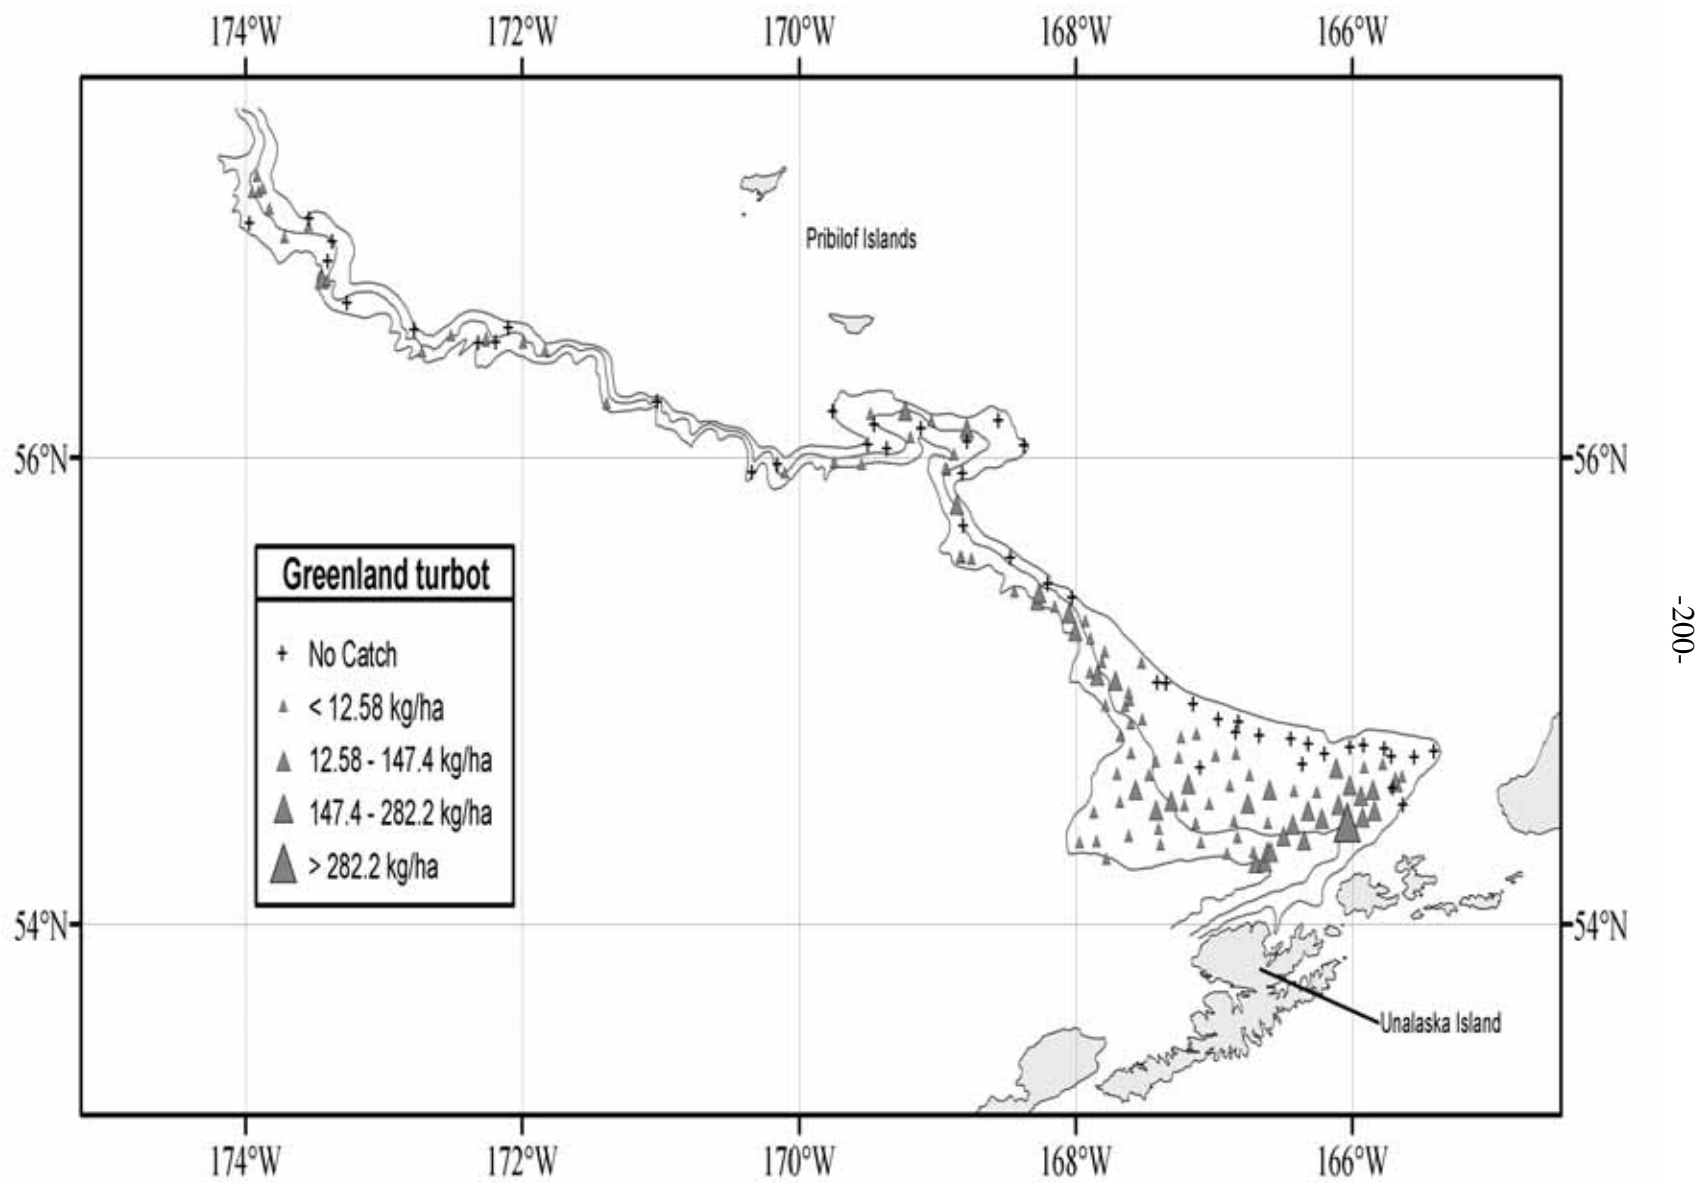 174°W 172°W 170°W 168°W 166°W
Pribilof Islands
56°N 56°N
Greenland turbot
No Catch
< 12.58 kg/ha
12.58 - 147.4 kg/ha
147.4 - 282.2 kg/ha
> 282.2 kg/ha
54°N 54°N
Unalaska Island
174°W 172°W 170°W 168°W 166°W
-200-